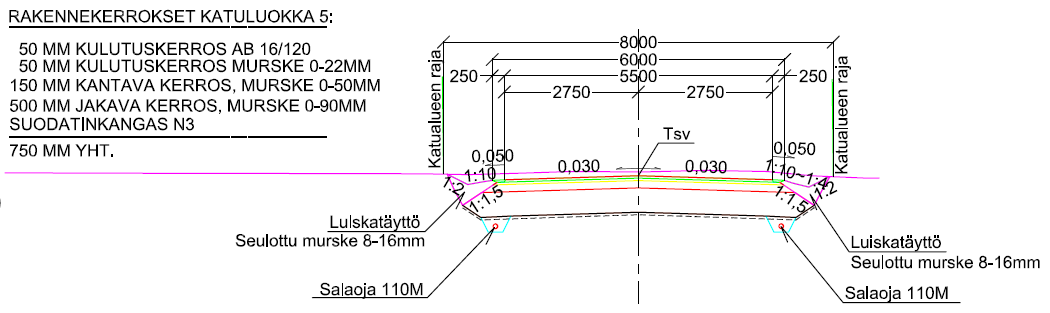 RAKENNEKERROKSET KATULUOKKA 5:
50 MM KULUTUSKERROS AB 16/120
50 MM KULUTUSKERROS MURSKE 0-22MM
150 MM KANTAVA KERROS, MURSKE 0-50MM
500 MM JAKAVA KERROS, MURSKE 0-90MM
SUODATINKANGAS N3
750 MM YHT.
8000
6000
250 5500 250
2750 2750
Katualueen raja
Katualueen raja
Tsv
0,050 0,030 0,030 0,050
1:10 1:10~1:4
1:2 1:2
1:1,5 1:1,5
Luiskatäyttö
Seulottu murske 8-16mm
Luiskatäyttö
Seulottu murske 8-16mm
Salaoja 110M
Salaoja 110M